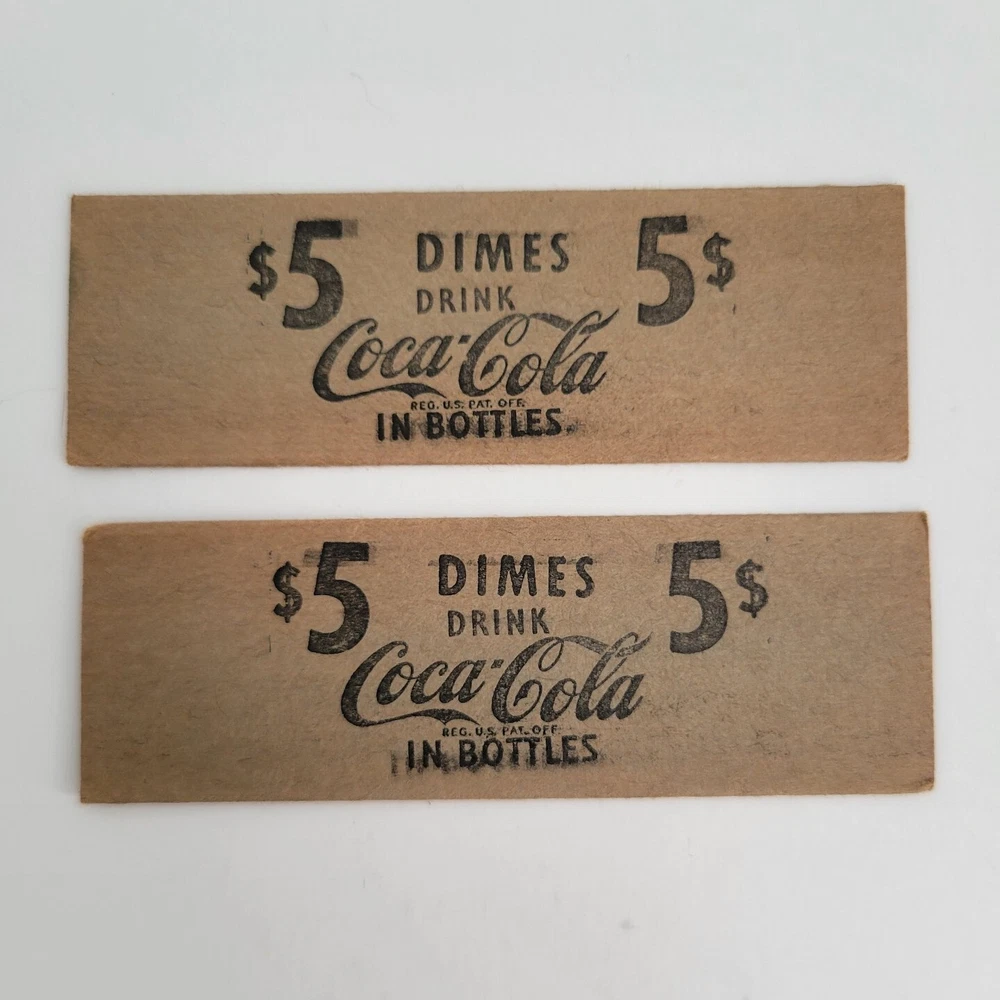 $5 DIMES 5$
DRINK
Coca-Cola
REG. U.S. PAT. OFF.
IN BOTTLES.
$5 DIMES 5$
DRINK
Coca-Cola
REG. U.S. PAT. OFF.
IN BOTTLES